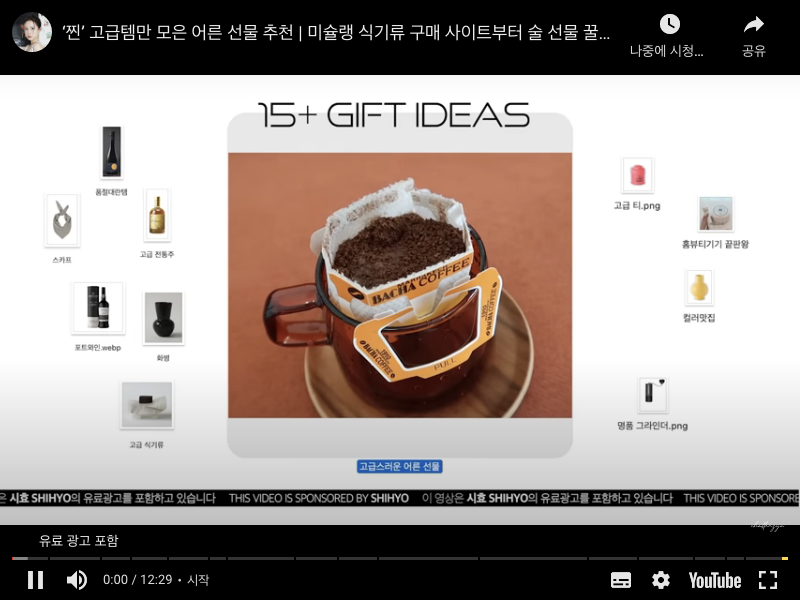 ‘찐’ 고급템만 모은 어른 선물 추천 | 미슐랭 식기류 구매 사이트부터 술 선물 꿀...
나중에 시청...
공유
15+ GIFT IDEAS
품절대란템
스카프
고급 전통주
포트와인.webp
화병
고급 식기류
BACHA COFFEE
BACHA COFFEE
BACHA COFFEE
PULL
고급 티.png
홈뷰티기기 끝판왕
컬러맛집
명품 그라인더.png
고급스러운 어른 선물
은 시효 SHIHYO의 유료광고를 포함하고 있습니다 THIS VIDEO IS SPONSORED BY SHIHYO 이 영상은 시효 SHIHYO의 유료광고를 포함하고 있습니다 THIS VIDEO IS SPONSORE
유료 광고 포함
0:00 / 12:29 • 시작
YouTube